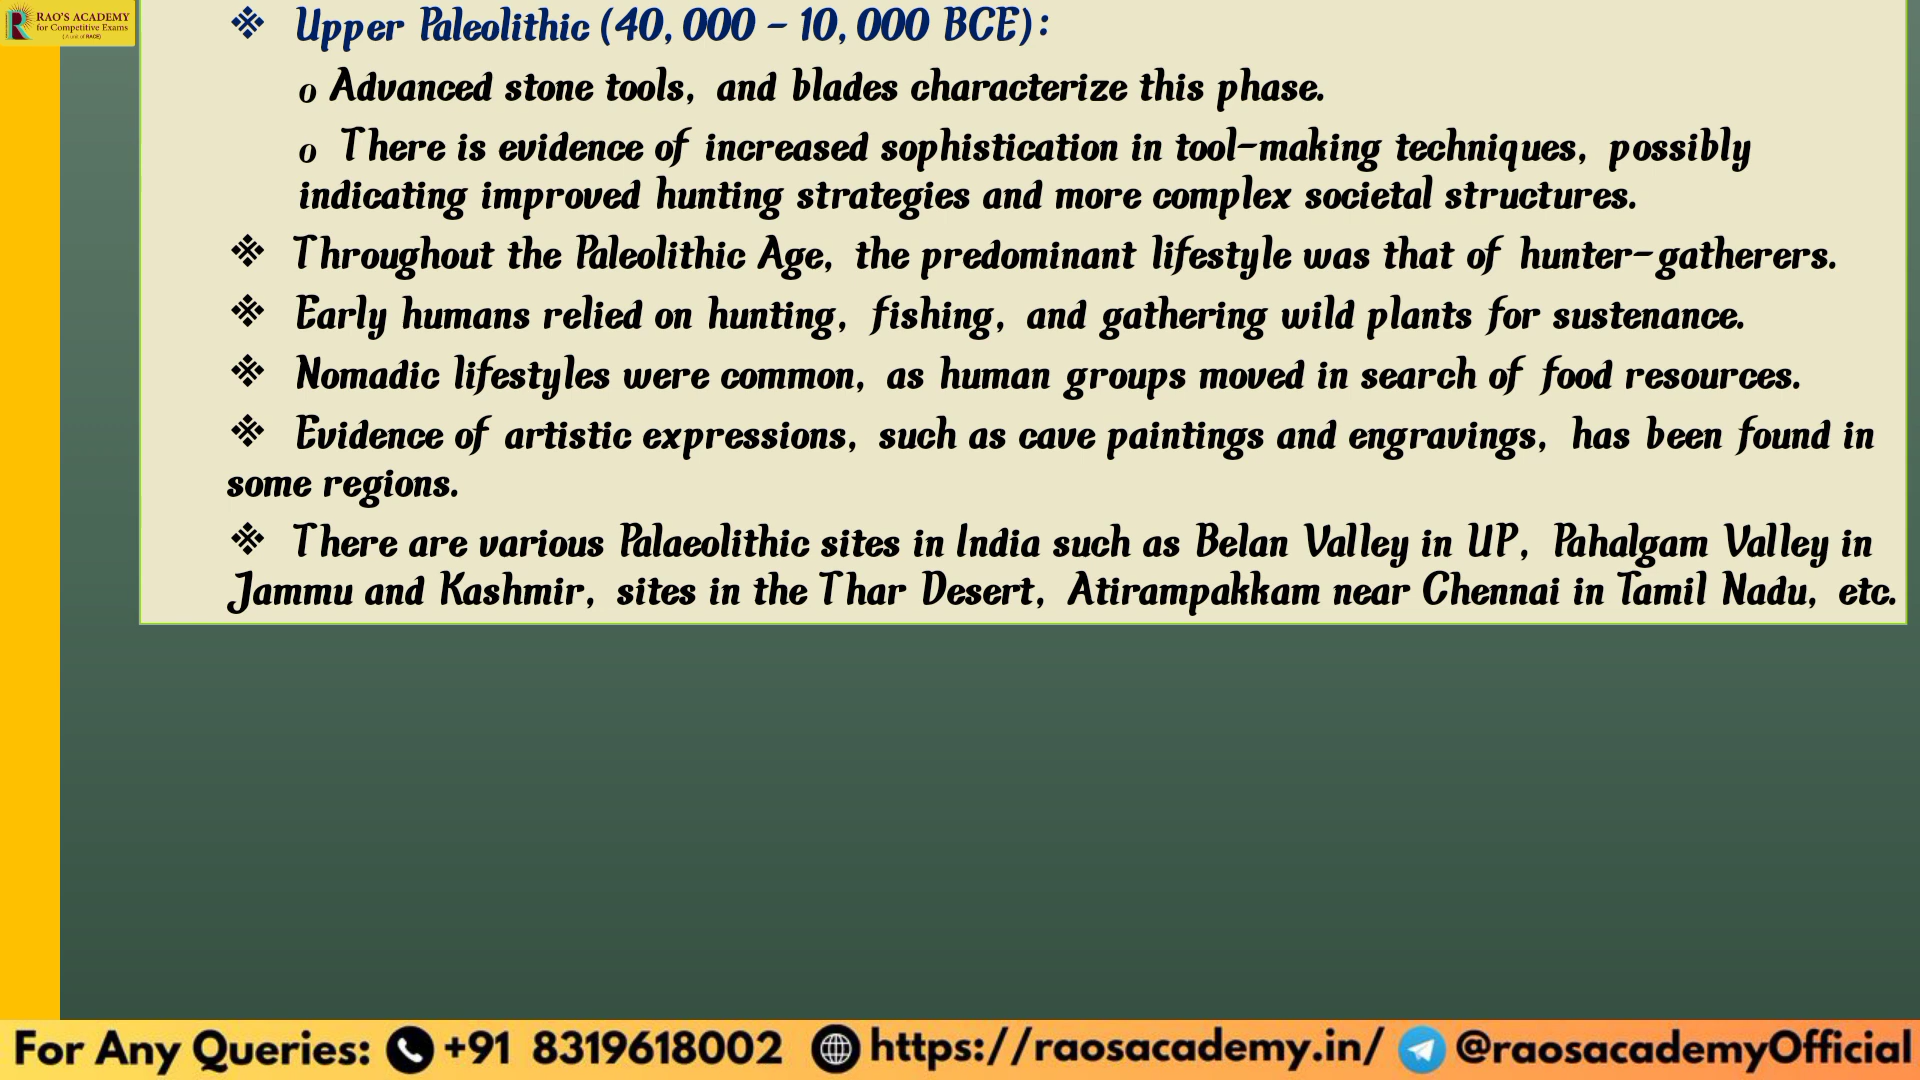 RAO'S ACADEMY
for Competitive Exams
(A unit of RACE)
❖ Upper Paleolithic (40,000 – 10,000 BCE):
o Advanced stone tools, and blades characterize this phase.
o There is evidence of increased sophistication in tool-making techniques, possibly
indicating improved hunting strategies and more complex societal structures.
❖ Throughout the Paleolithic Age, the predominant lifestyle was that of hunter-gatherers.
❖ Early humans relied on hunting, fishing, and gathering wild plants for sustenance.
❖ Nomadic lifestyles were common, as human groups moved in search of food resources.
❖ Evidence of artistic expressions, such as cave paintings and engravings, has been found in
some regions.
❖ There are various Palaeolithic sites in India such as Belan Valley in UP, Pahalgam Valley in
Jammu and Kashmir, sites in the Thar Desert, Atirampakkam near Chennai in Tamil Nadu, etc.
For Any Queries: +91 8319618002 https://raosacademy.in/ @raosacademyOfficial